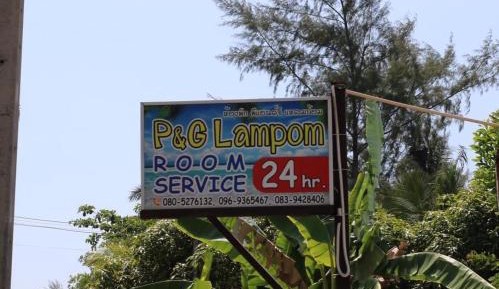 P&G Lampom
ROOM
SERVICE 24 hr.
080-5276132 096-9365467 083-9428406